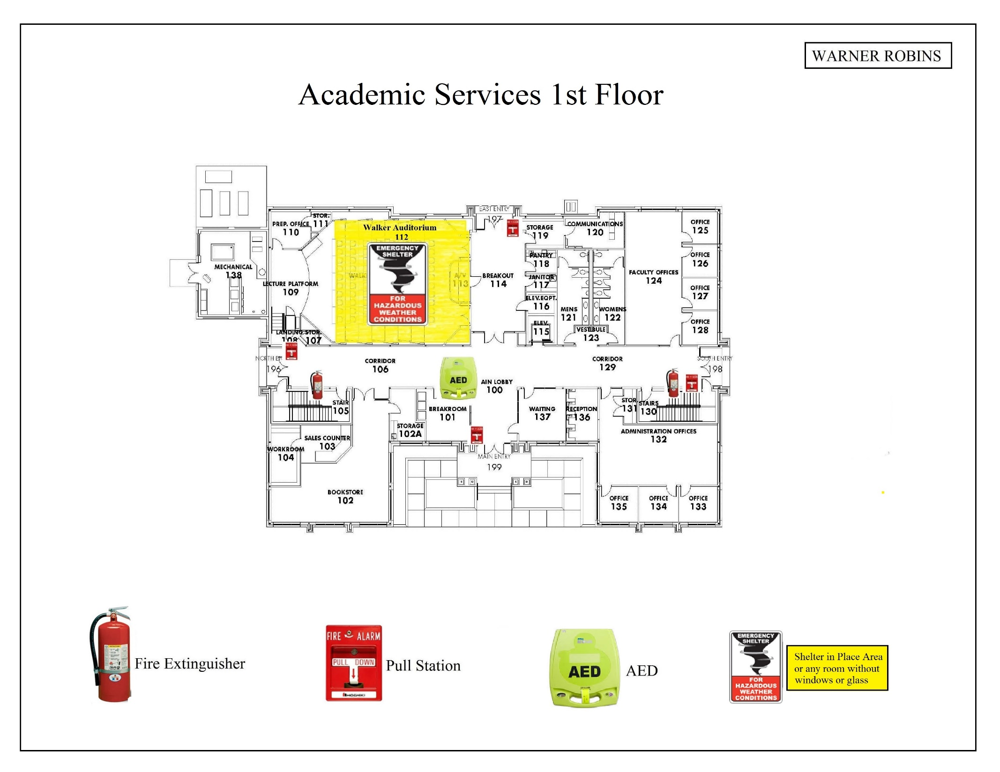 WARNER ROBINS
Academic Services 1st Floor
EAST ENTRY
197
STOR.
111
PREP. OFFICE
110
Walker Auditorium
112
EMERGENCY
SHELTER
FOR
HAZARDOUS
WEATHER
CONDITIONS
WALK
A/V
113
STORAGE
119
COMMUNICATIONS
120
OFFICE
125
OFFICE
126
OFFICE
127
OFFICE
128
MECHANICAL
138
LECTURE PLATFORM
109
BREAKOUT
114
PANTRY
118
JANITOR
117
ELEV.EQPT.
116
ELEV.
115
MENS
121
WOMENS
122
VESTIBULE
123
FACULTY OFFICES
124
LANDING
108
STOR.
107
NORTH
196
CORRIDOR
106
AED
AIN LOBBY
100
CORRIDOR
129
SOUTH ENTRY
198
STAIR
105
BREAKROOM
101
STORAGE
102A
WAITING
137
RECEPTION
136
STOR.
131
STAIRS
130
ADMINISTRATION OFFICES
132
SALES COUNTER
103
WORKROOM
104
MAIN ENTRY
199
BOOKSTORE
102
OFFICE
135
OFFICE
134
OFFICE
133
Fire Extinguisher
FIRE ALARM
PULL DOWN
HOCHIKI
Pull Station
AED
AED
EMERGENCY
SHELTER
FOR
HAZARDOUS
WEATHER
CONDITIONS
Shelter in Place Area
or any room without
windows or glass